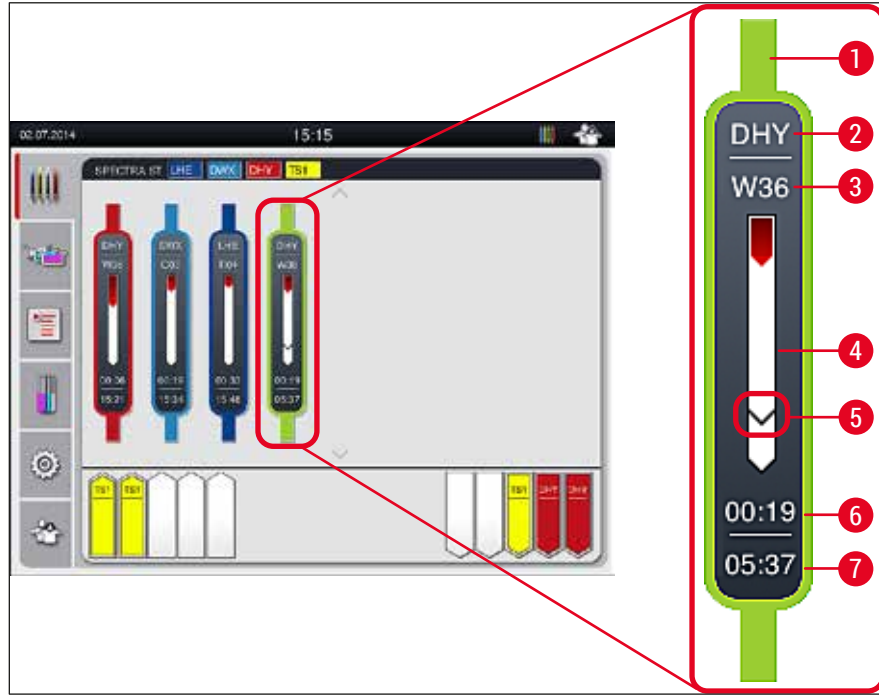 02.07.2014 15:15
SPECTRA ST LHE DWX DHY TS1
DHY DWX LHE DHY
W36 W36
00:36 00:19 00:30 00:19
15:21 15:34 15:46 05:37
TS1 TS1 TS1 DHY DHY
1
DHY 2
W36 3
4
5
00:19 6
05:37 7